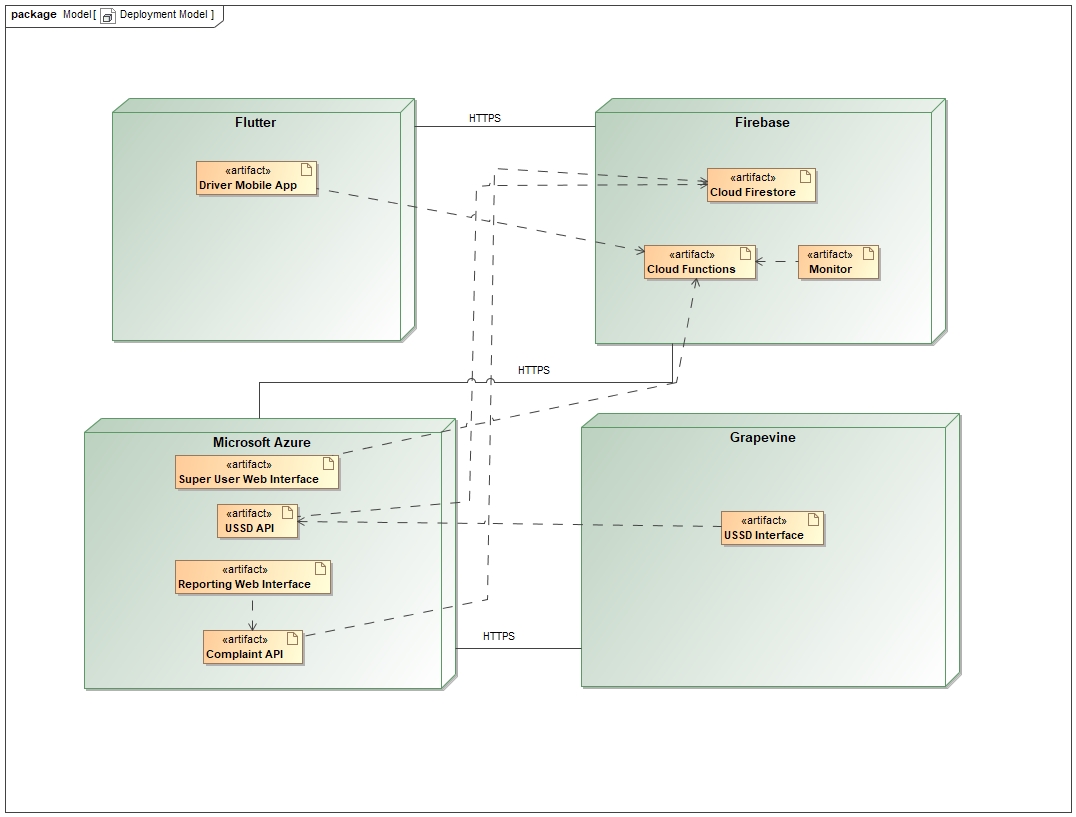 package Model[ Deployment Model ]
Flutter
«artifact»
Driver Mobile App
HTTPS
Firebase
«artifact»
Cloud Firestore
«artifact»
Cloud Functions
«artifact»
Monitor
HTTPS
Microsoft Azure
«artifact»
Super User Web Interface
«artifact»
USSD API
«artifact»
Reporting Web Interface
«artifact»
Complaint API
HTTPS
Grapevine
«artifact»
USSD Interface